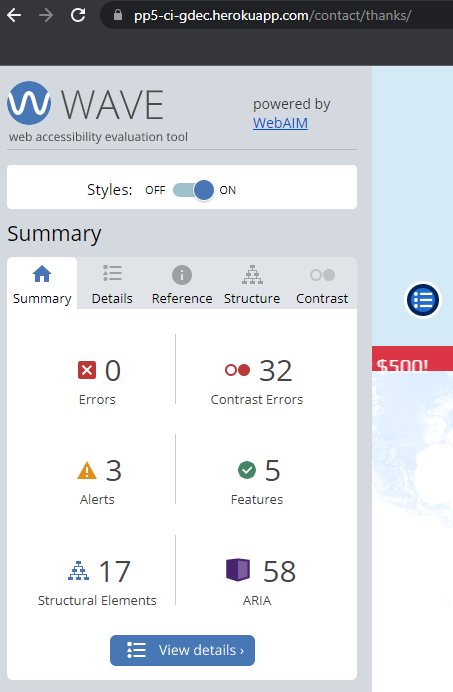 pp5-ci-gdec.herokuapp.com/contact/thanks/
WAVE
web accessibility evaluation tool
powered by
WebAIM
Styles: OFF ON
Summary
Summary Details Reference Structure Contrast
0 32
Errors Contrast Errors
3 5
Alerts Features
17 58
Structural Elements ARIA
View details ›
$500!